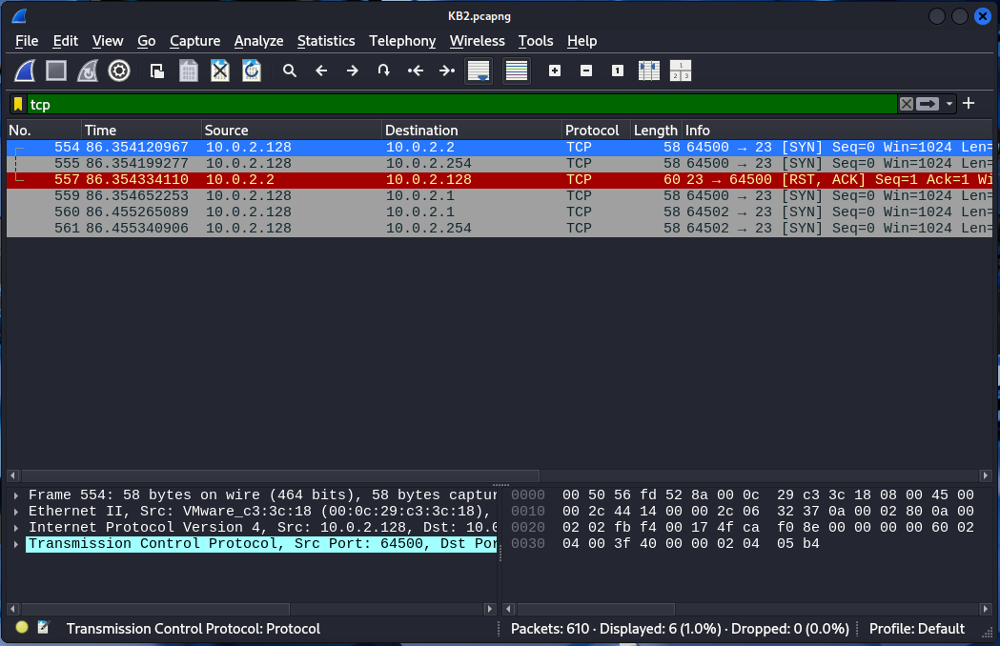 KB2.pcapng
File Edit View Go Capture Analyze Statistics Telephony Wireless Tools Help
tcp
No. Time Source Destination Protocol Length Info
554 86.354120967 10.0.2.128 10.0.2.2 TCP 58 64500 → 23 [SYN] Seq=0 Win=1024 Len=
555 86.354199277 10.0.2.128 10.0.2.254 TCP 58 64500 → 23 [SYN] Seq=0 Win=1024 Len=
557 86.354334110 10.0.2.2 10.0.2.128 TCP 60 23 → 64500 [RST, ACK] Seq=1 Ack=1 Wi
559 86.354652253 10.0.2.128 10.0.2.1 TCP 58 64500 → 23 [SYN] Seq=0 Win=1024 Len=
560 86.455265089 10.0.2.128 10.0.2.1 TCP 58 64502 → 23 [SYN] Seq=0 Win=1024 Len=
561 86.455340906 10.0.2.128 10.0.2.254 TCP 58 64502 → 23 [SYN] Seq=0 Win=1024 Len=
Frame 554: 58 bytes on wire (464 bits), 58 bytes captur
Ethernet II, Src: VMware_c3:3c:18 (00:0c:29:c3:3c:18),
Internet Protocol Version 4, Src: 10.0.2.128, Dst: 10.0
Transmission Control Protocol, Src Port: 64500, Dst Por
0000 00 50 56 fd 52 8a 00 0c 29 c3 3c 18 08 00 45 00
0010 00 2c 44 14 00 00 2c 06 32 37 0a 00 02 80 0a 00
0020 02 02 fb f4 00 17 4f ca f0 8e 00 00 00 00 60 02
0030 04 00 3f 40 00 00 02 04 05 b4
Transmission Control Protocol: Protocol
Packets: 610 · Displayed: 6 (1.0%) · Dropped: 0 (0.0%)
Profile: Default